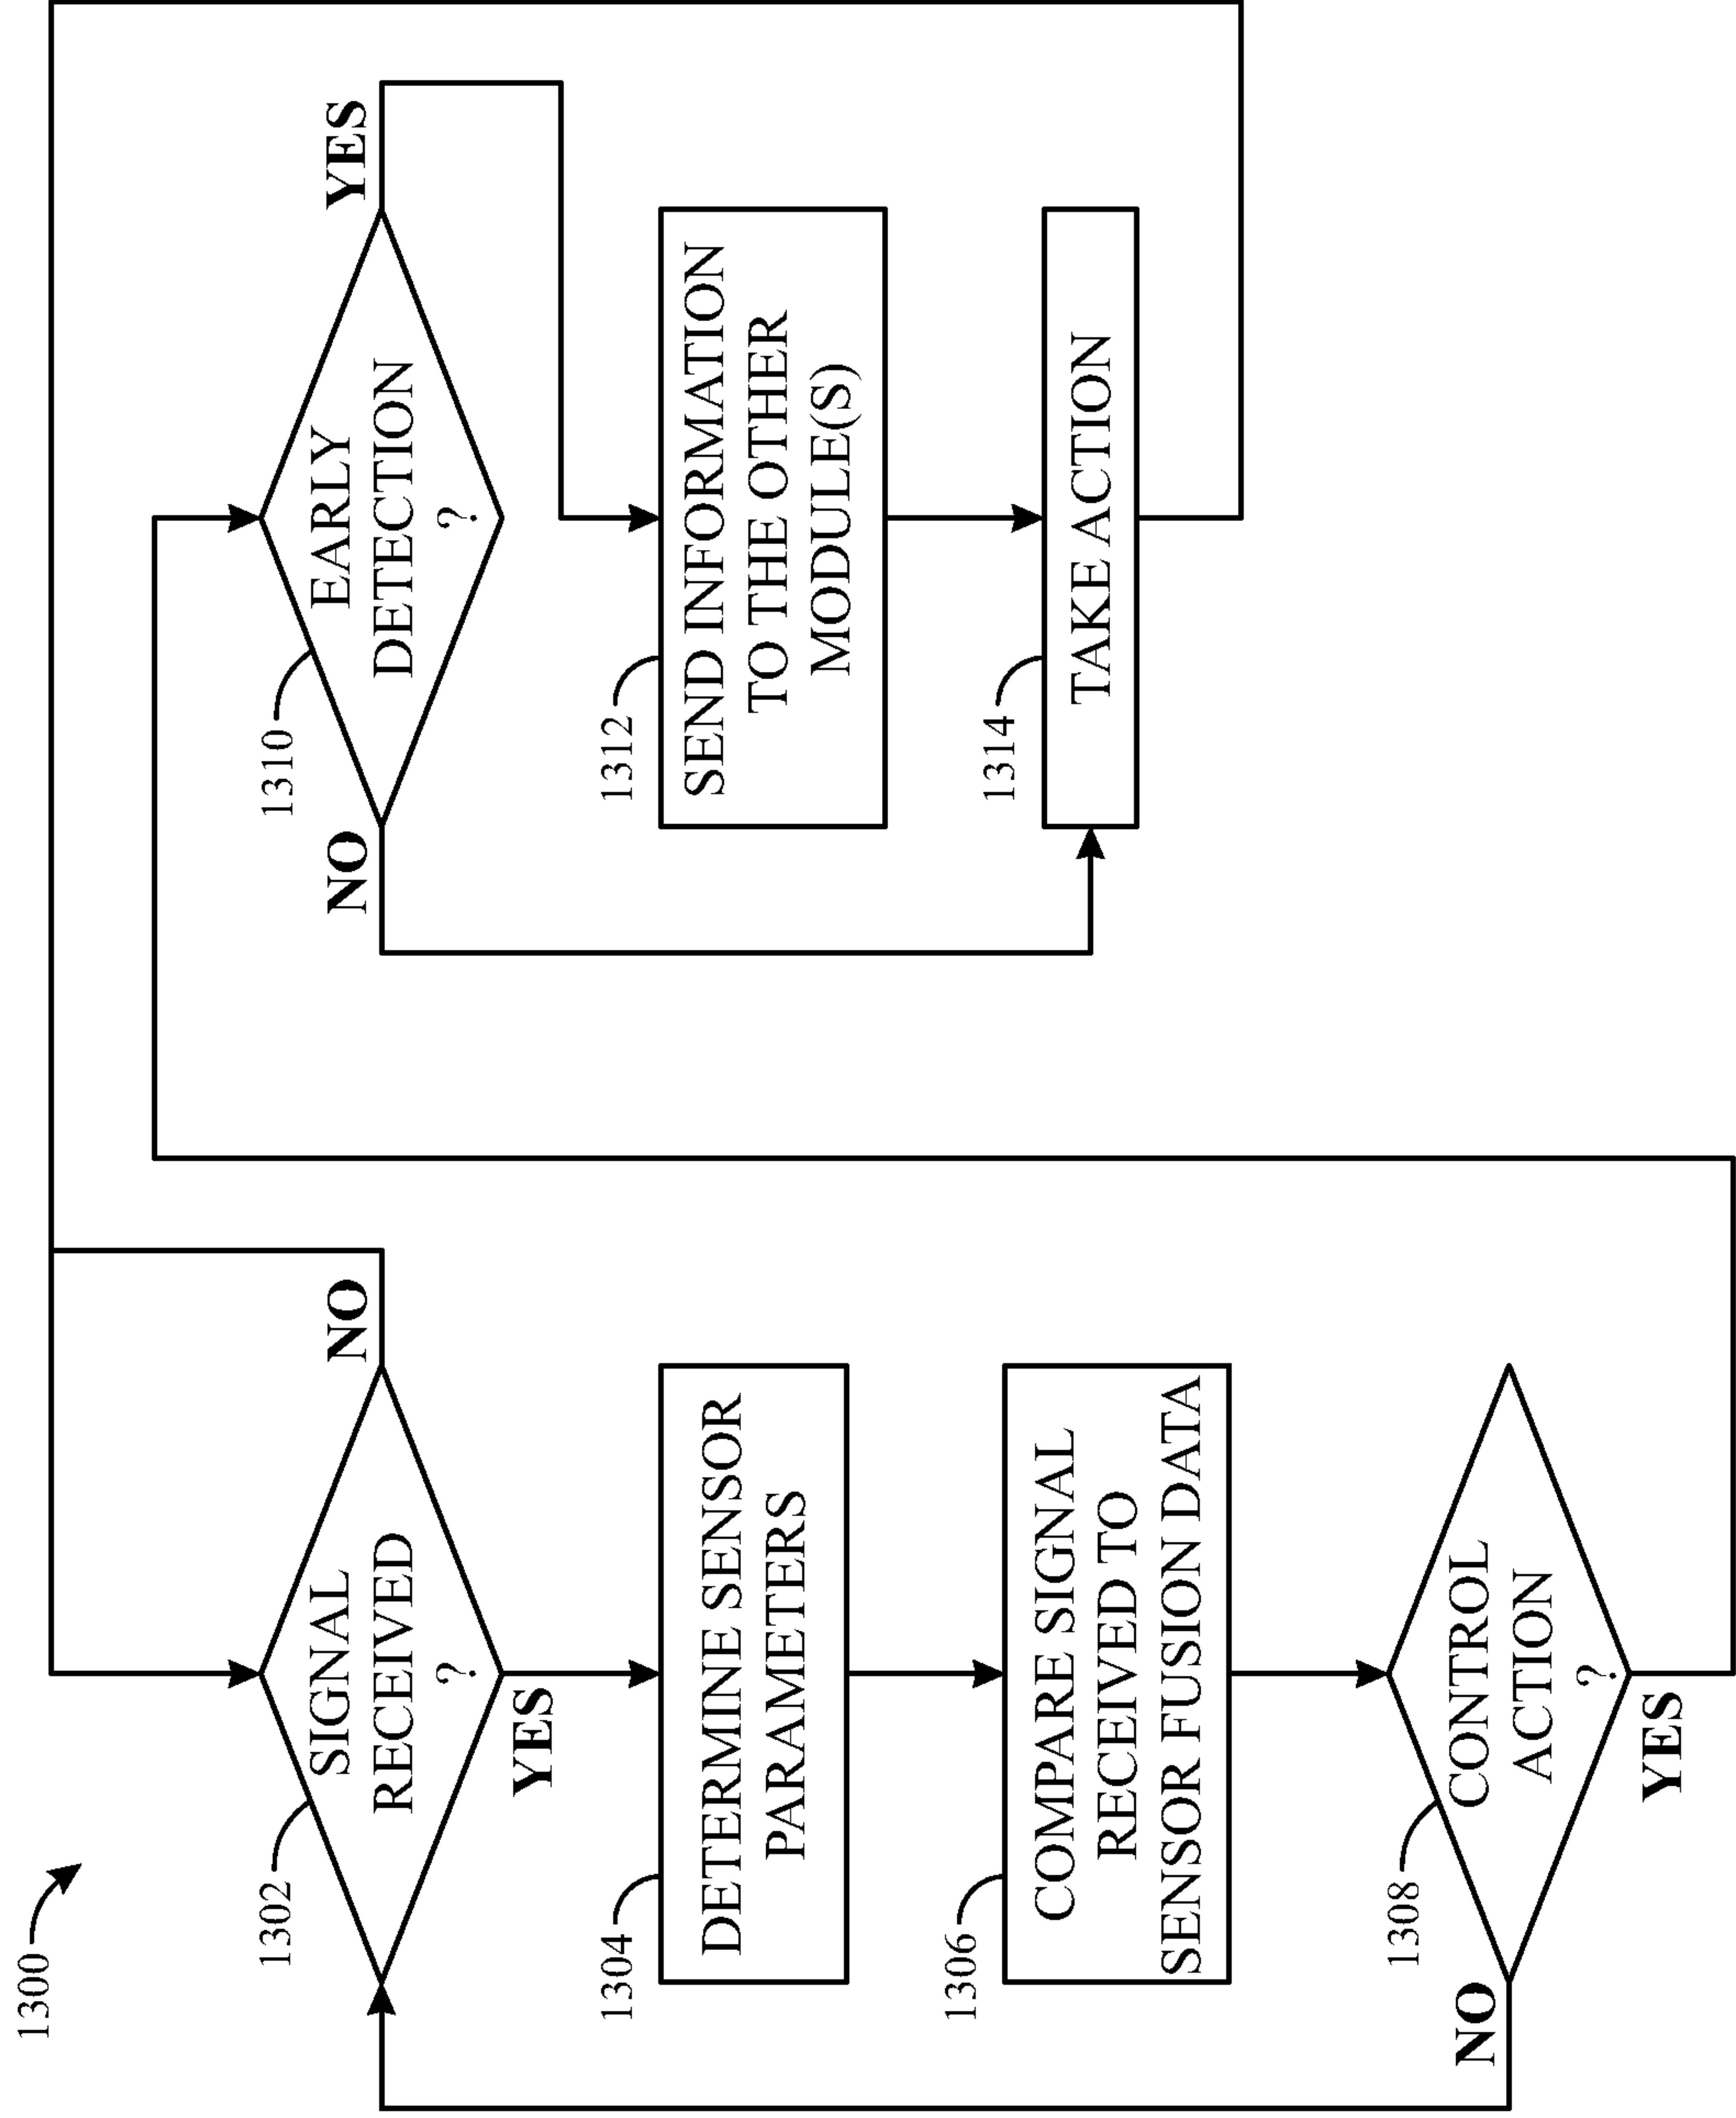 1300
1302
SIGNAL
RECEIVED
?
NO
YES
1304
DETERMINE SENSOR
PARAMETERS
1306
COMPARE SIGNAL
RECEIVED TO
SENSOR FUSION DATA
1308
CONTROL
ACTION
?
NO
YES
1310
EARLY
DETECTION
?
NO
YES
1312
SEND INFORMATION
TO THE OTHER
MODULE(S)
1314
TAKE ACTION